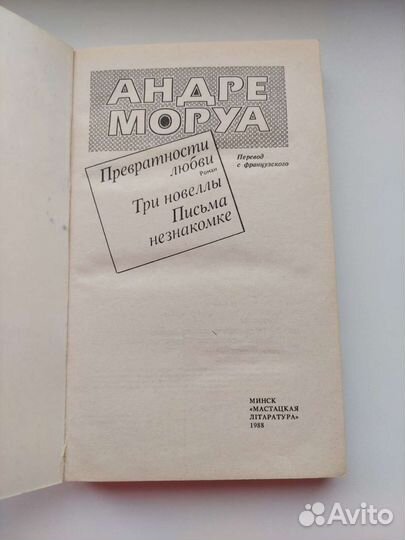 АНДРЕ
МОРУА
Превратности
любви
Роман
Три новеллы
Письма
незнакомке
Перевод
с французского
МИНСК
«МАСТАЦКАЯ
ЛІТАРАТУРА»
1988
Avito